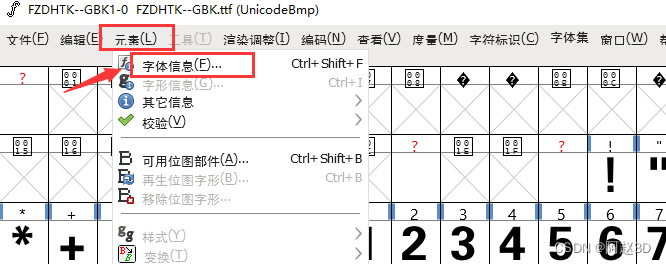 FZDHTK--GBK1-0 FZDHTK--GBK.ttf (UnicodeBmp)
文件(F) 编辑(E) 元素(L) 工具(T) 渲染调整(I) 编码(N) 查看(V) 度量(M) 字符标识(C) 字体集 窗口(W) 帮助
字体信息(F)... Ctrl+Shift+F
字形信息(G)... Ctrl+I
其它信息
校验(V)
可用位图部件(A)... Ctrl+Shift+B
再生位图字形(B)... Ctrl+B
移除位图字形(R)...
样式(Y)
变换(T)
? ? ? ! "
* + 2 3 4 5 6 7
! "
* + 2 3 4 5 6 7
CSDN @阿赵3D